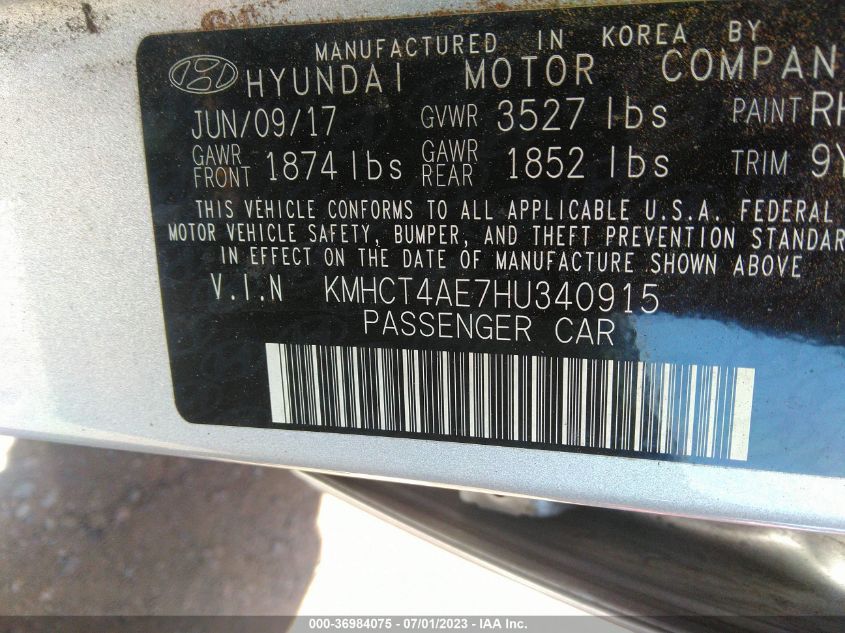 MANUFACTURED IN KOREA BY
HYUNDAI MOTOR COMPAN
JUN/09/17 GVWR 3527 lbs PAINT RH
GAWR FRONT 1874 lbs GAWR REAR 1852 lbs TRIM 9Y
THIS VEHICLE CONFORMS TO ALL APPLICABLE U.S.A. FEDERAL
MOTOR VEHICLE SAFETY, BUMPER, AND THEFT PREVENTION STANDAR
IN EFFECT ON THE DATE OF MANUFACTURE SHOWN ABOVE
V.I.N KMHCT4AE7HU340915
PASSENGER CAR
000-36984075 - 07/01/2023 - IAA Inc.